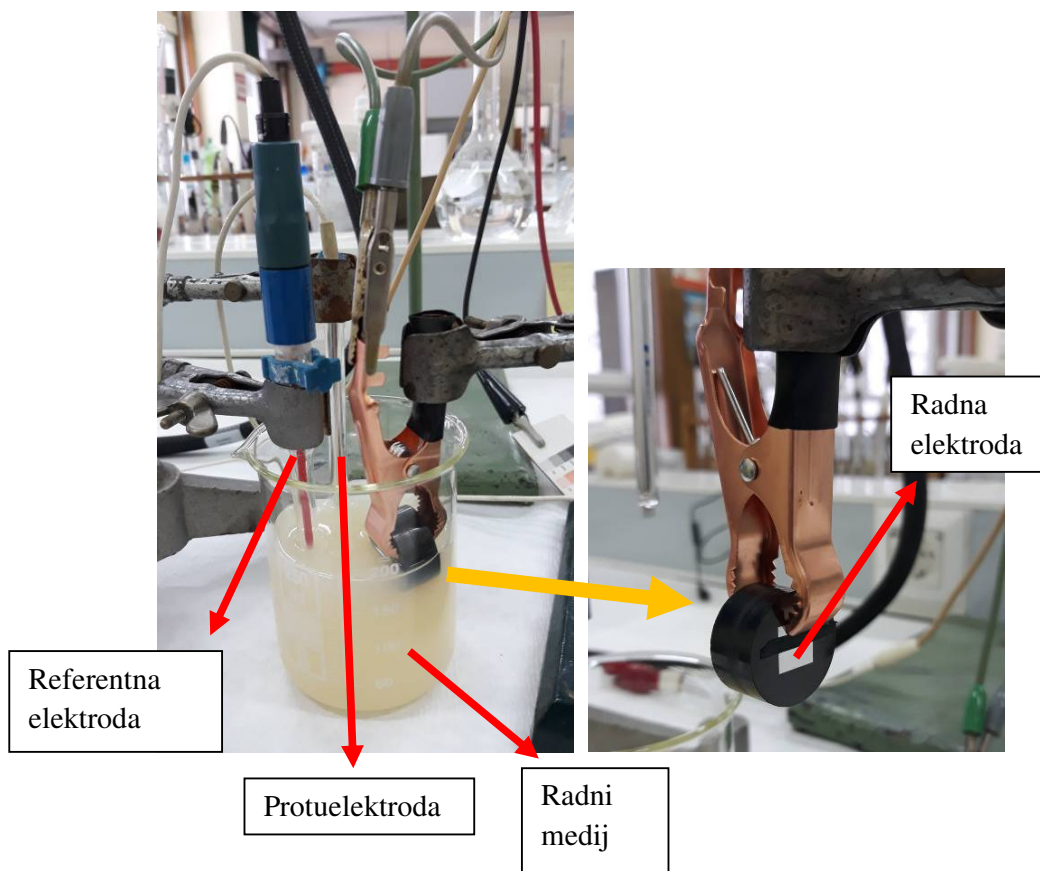 Radna
elektroda
Referentna
elektroda
Protuelektroda
Radni
medij